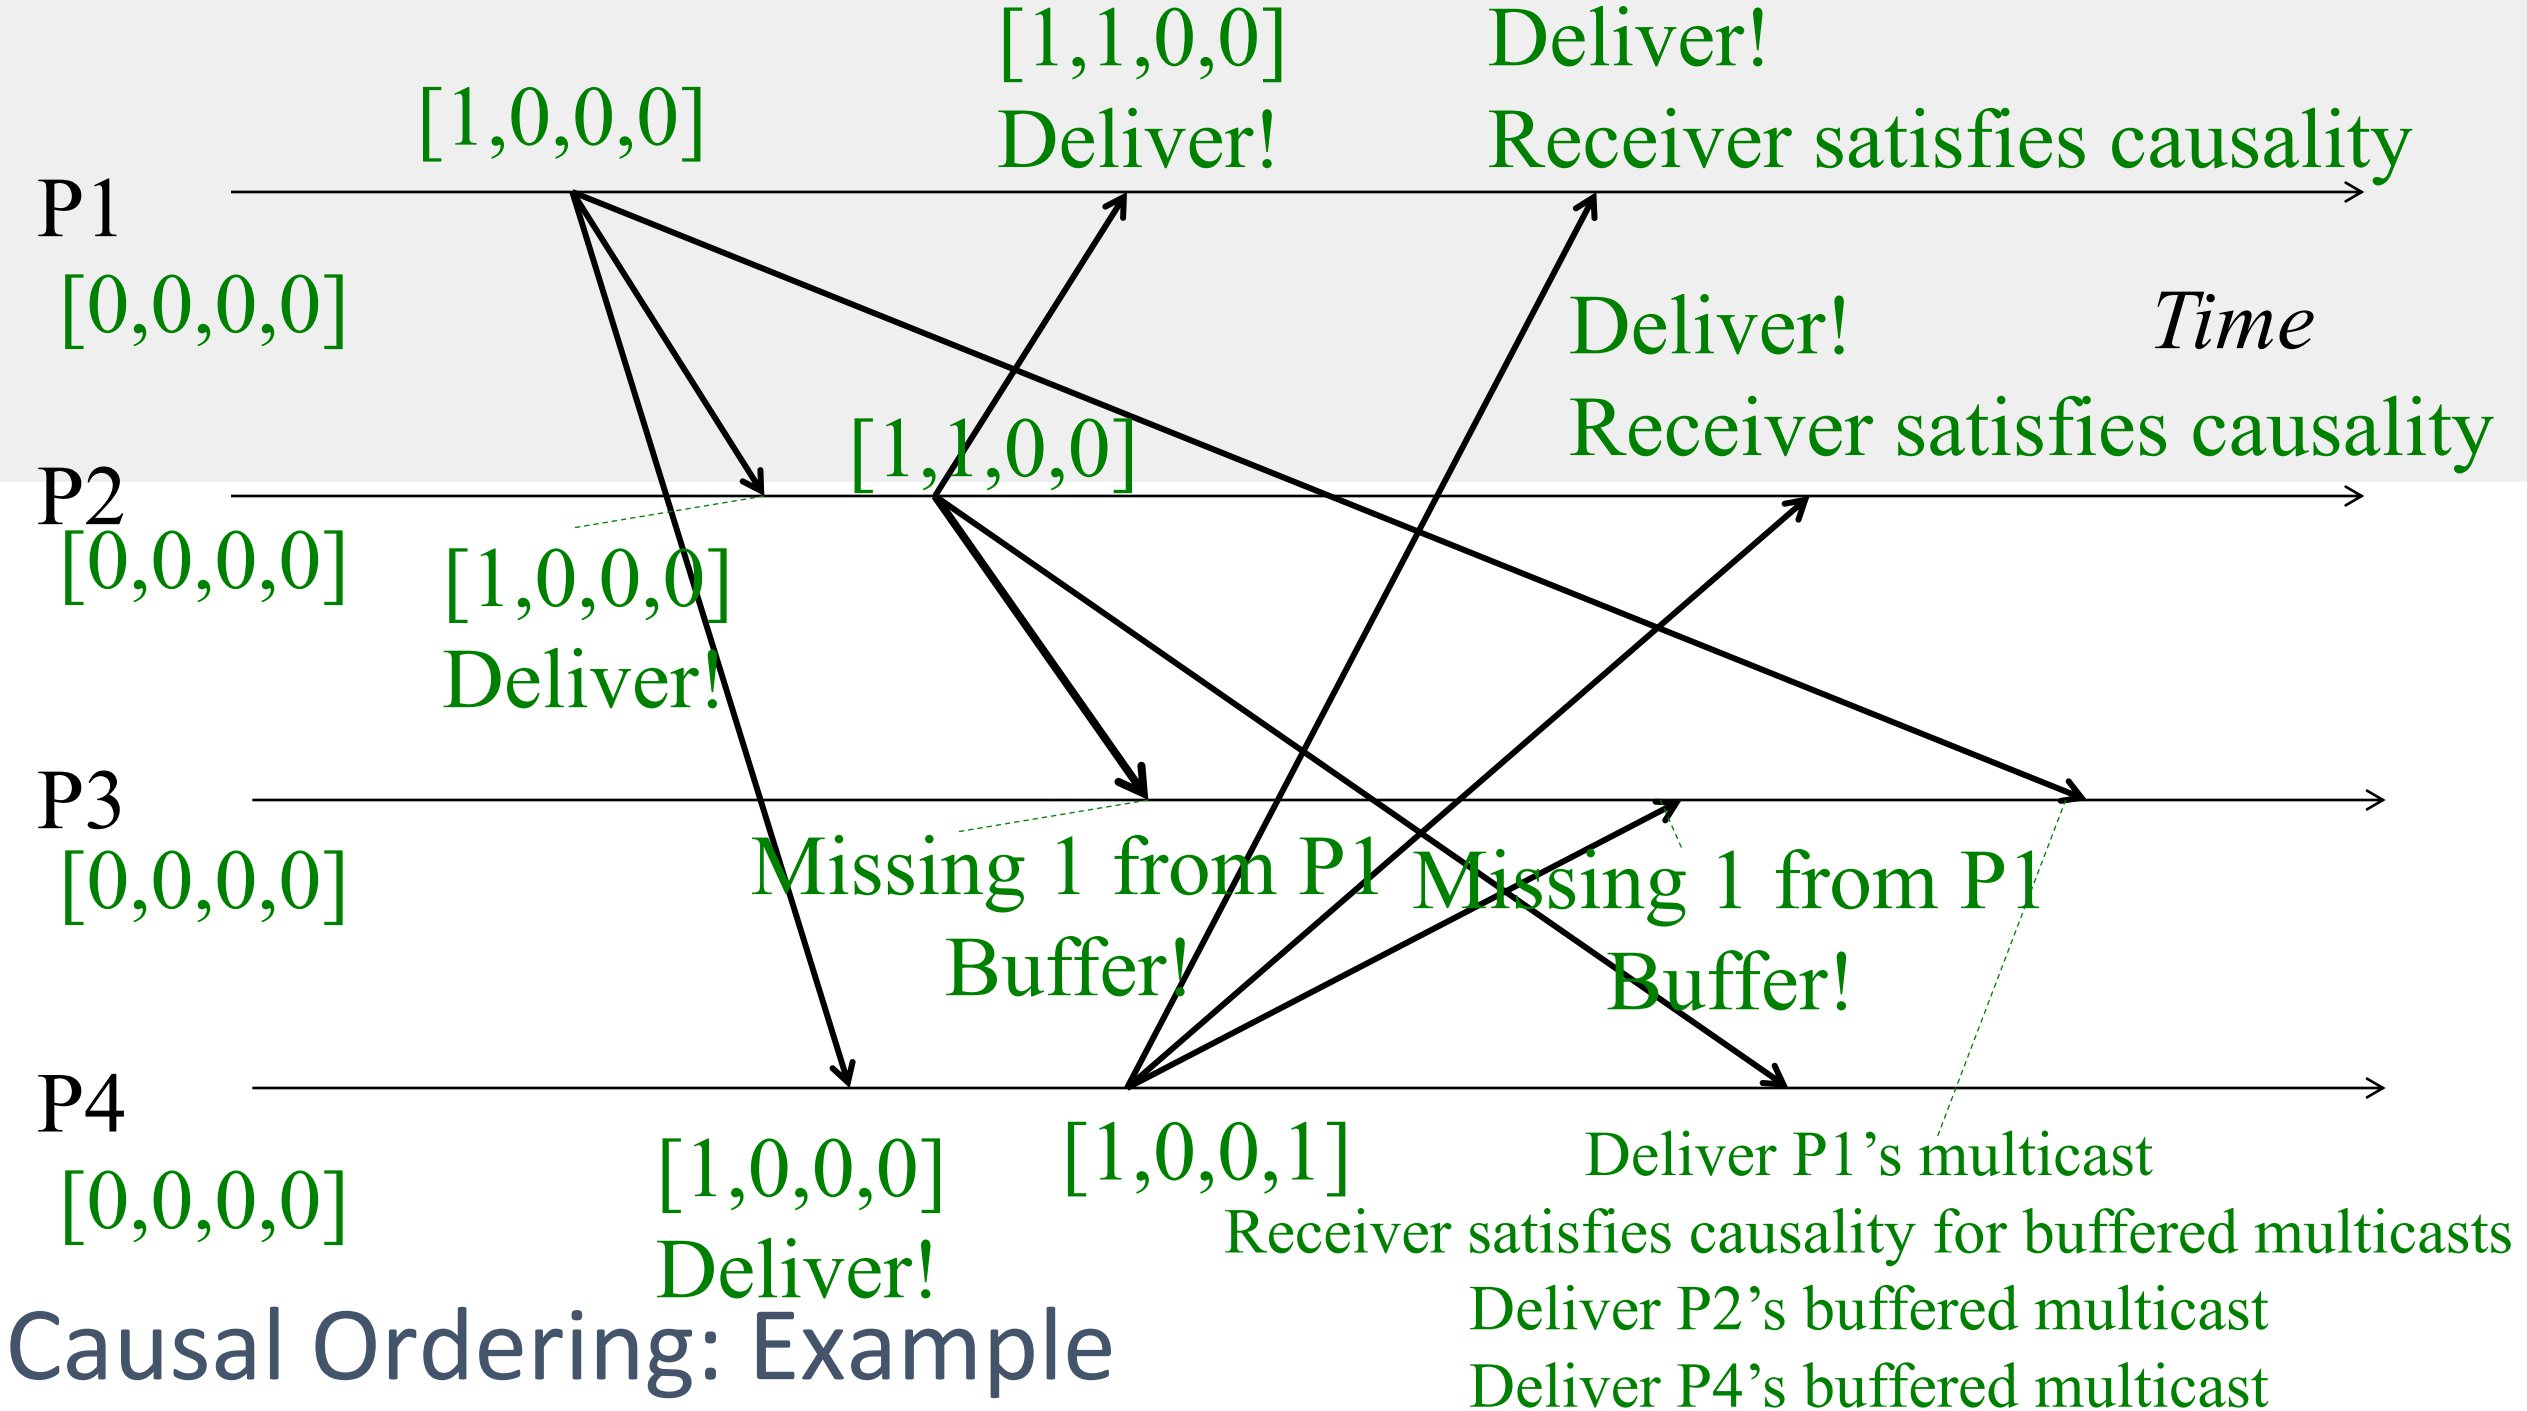 [1,1,0,0]
Deliver!
Deliver!
Receiver satisfies causality
[1,0,0,0]
P1
[0,0,0,0]
Deliver!
Receiver satisfies causality
Time
[1,1,0,0]
P2
[0,0,0,0]
[1,0,0,0]
Deliver!
P3
[0,0,0,0]
Missing 1 from P1
Buffer!
Missing 1 from P1
Buffer!
P4
[0,0,0,0]
[1,0,0,0]
Deliver!
[1,0,0,1]
Deliver P1’s multicast
Receiver satisfies causality for buffered multicasts
Deliver P2’s buffered multicast
Deliver P4’s buffered multicast
Causal Ordering: Example